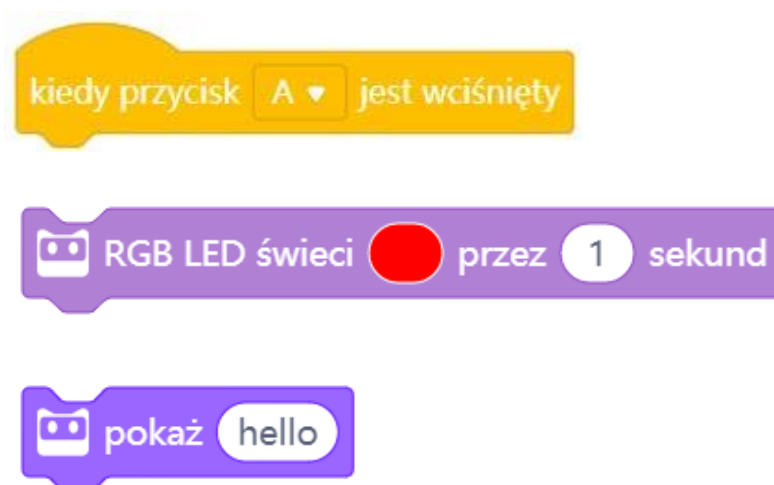 kiedy przycisk A jest wciśnięty
RGB LED świeci przez 1 sekund
pokaż hello